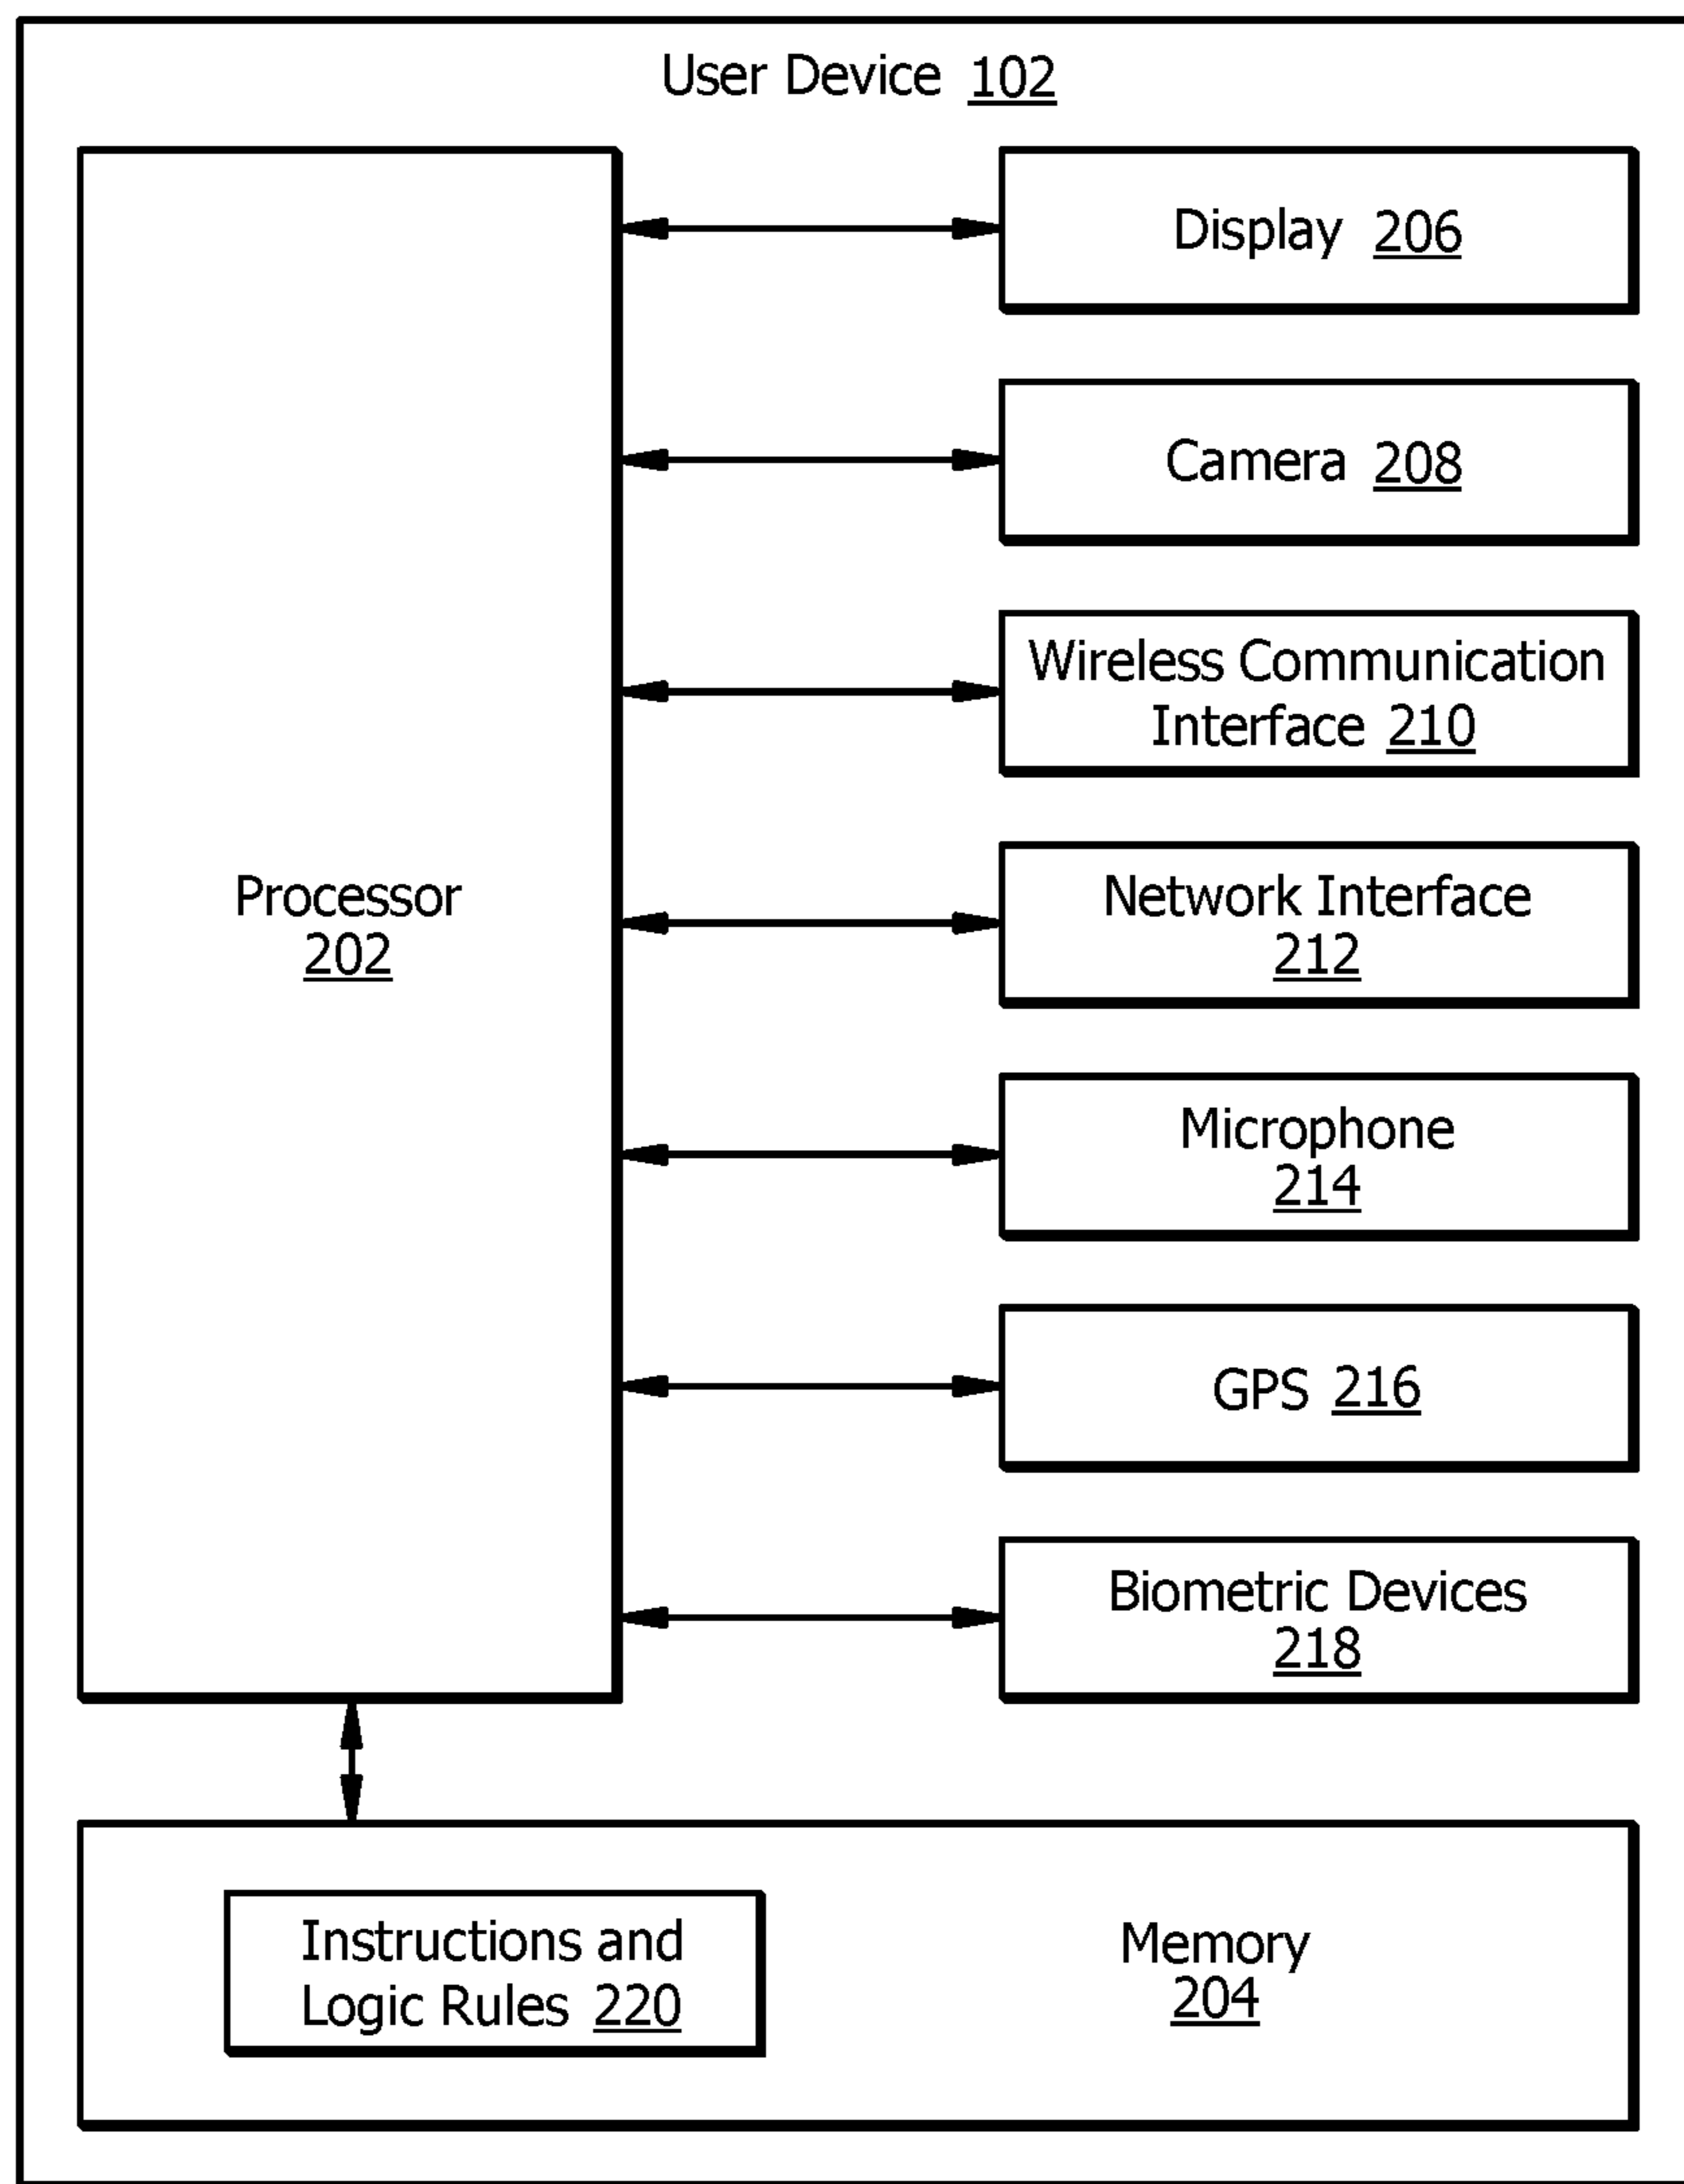 User Device 102
Display 206
Camera 208
Wireless Communication
Interface 210
Processor
202
Network Interface
212
Microphone
214
GPS 216
Biometric Devices
218
Instructions and
Logic Rules 220
Memory
204